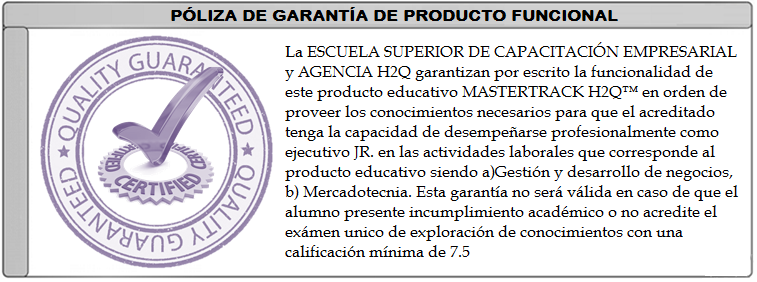 PÓLIZA DE GARANTÍA DE PRODUCTO FUNCIONAL
QUALITY GUARANTEED
QUALITY GUARANTEED
CERTIFIED
La ESCUELA SUPERIOR DE CAPACITACIÓN EMPRESARIAL
y AGENCIA H2Q garantizan por escrito la funcionalidad de
este producto educativo MASTERTRACK H2Q™ en orden de
proveer los conocimientos necesarios para que el acreditado
tenga la capacidad de desempeñarse profesionalmente como
ejecutivo JR. en las actividades laborales que corresponde al
producto educativo siendo a)Gestión y desarrollo de negocios,
b) Mercadotecnia. Esta garantía no será válida en caso de que el
alumno presente incumplimiento académico o no acredite el
exámen unico de exploración de conocimientos con una
calificación mínima de 7.5